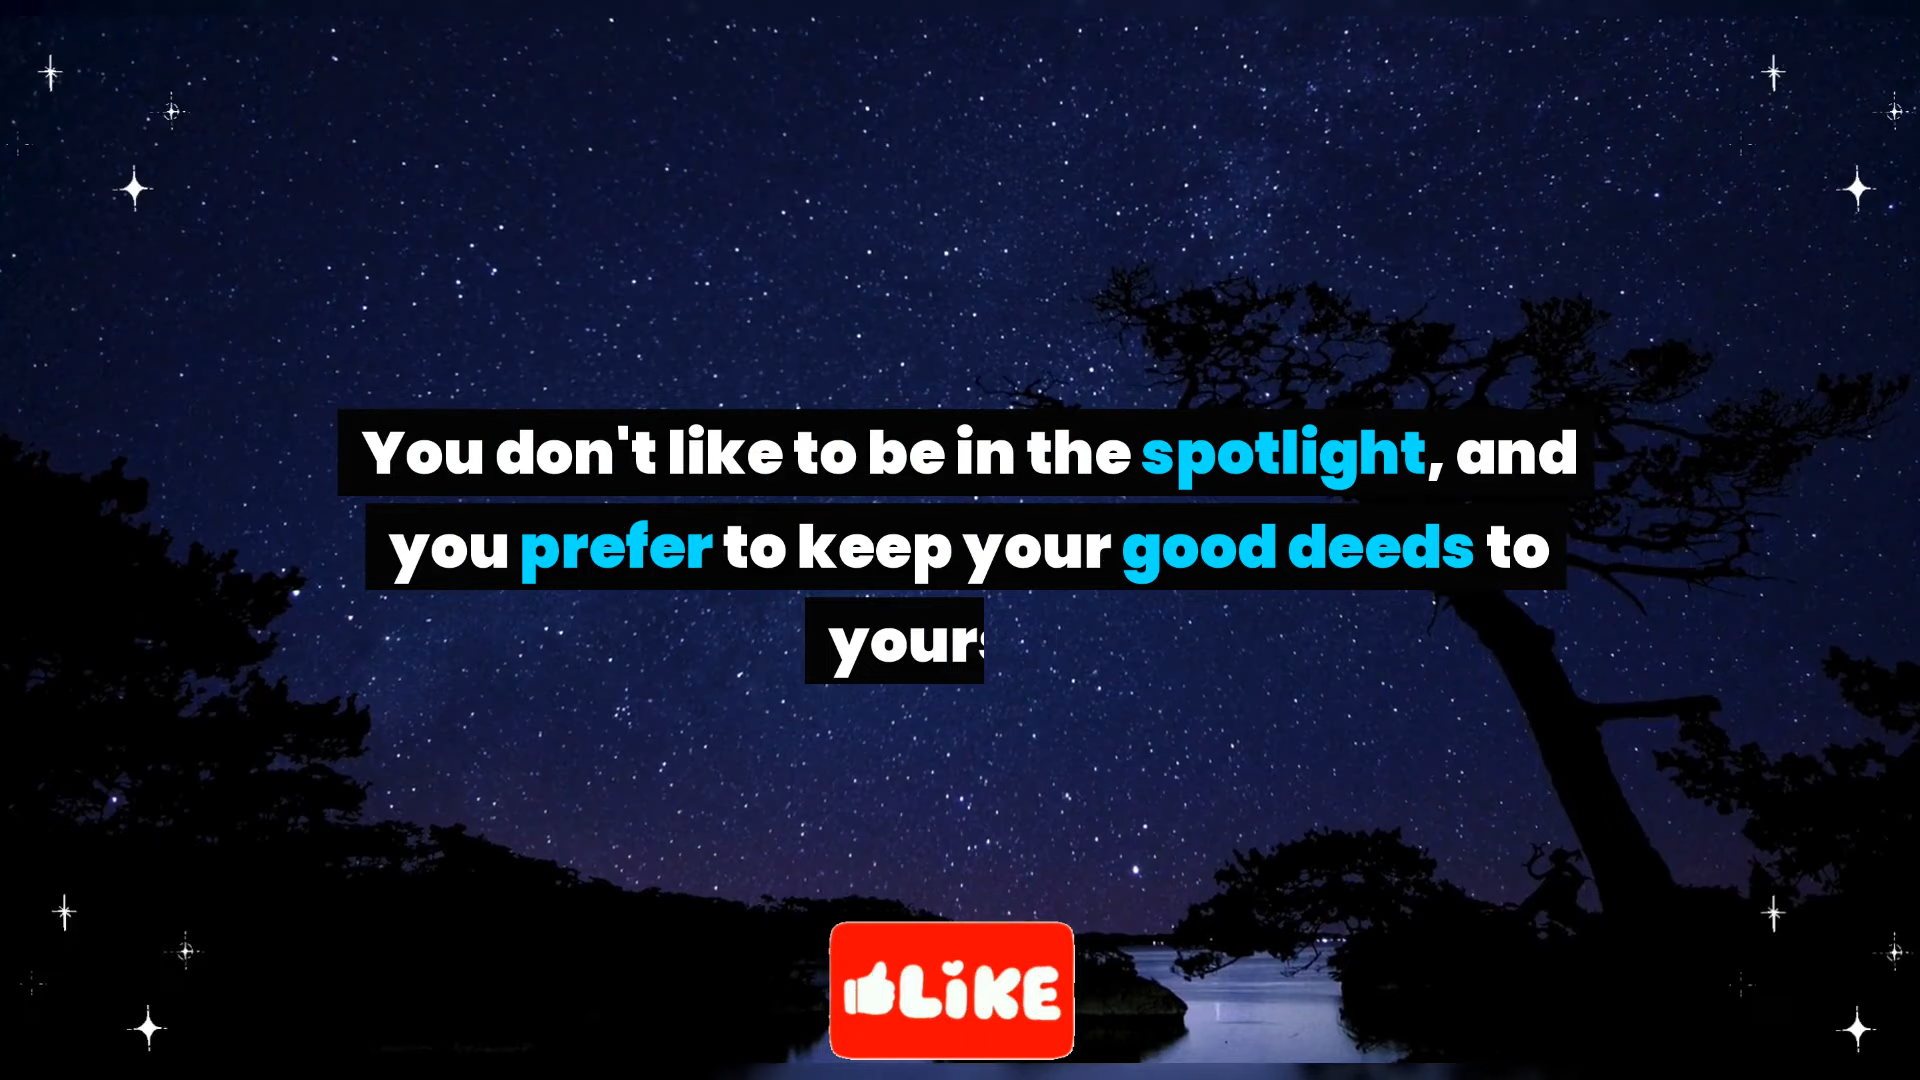 You don't like to be in the spotlight, and
you prefer to keep your good deeds to
your
LIKE